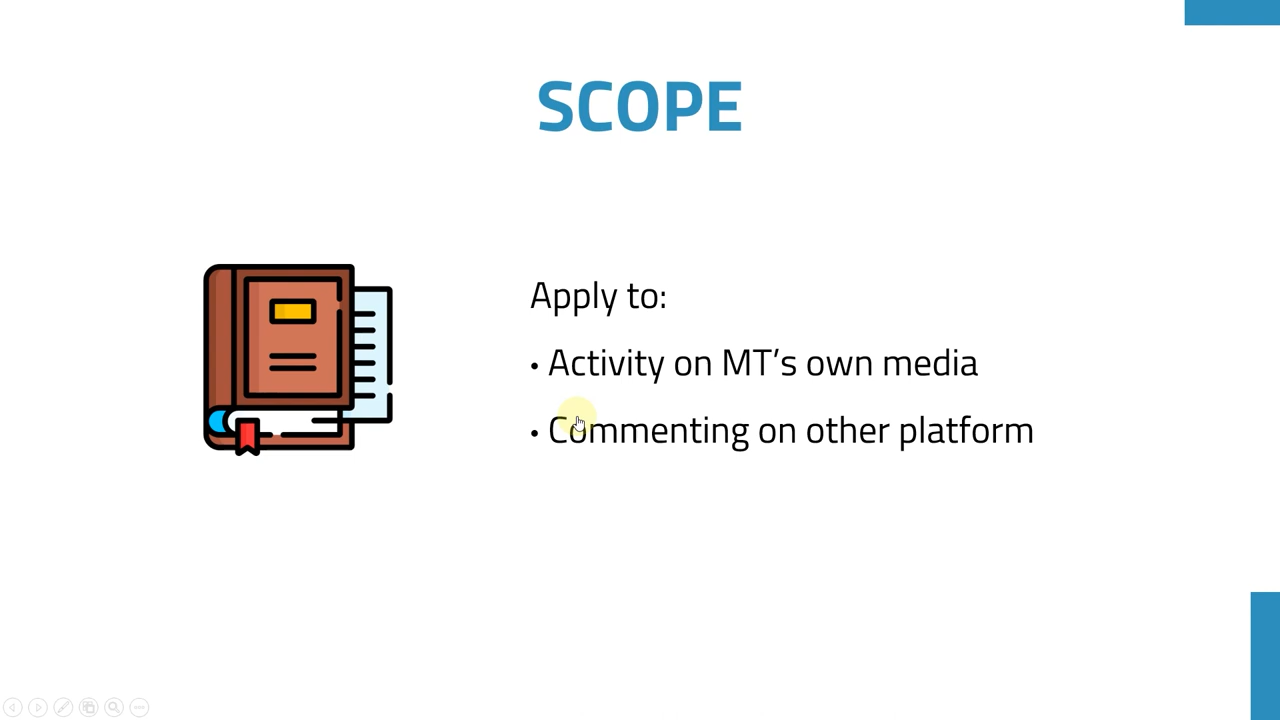 SCOPE
Apply to:
• Activity on MT’s own media
• Commenting on other platform